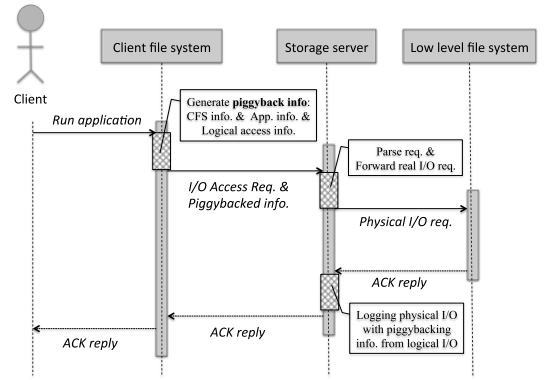 Client file system
Storage server
Low level file system
Client
Generate piggyback info:
CFS info. & App. info. &
Logical access info.
Run application
Parse req. &
Forward real I/O req.
I/O Access Req. &
Piggybacked info.
Physical I/O req.
ACK reply
Logging physical I/O
with piggybacking
info. from logical I/O
ACK reply
ACK reply